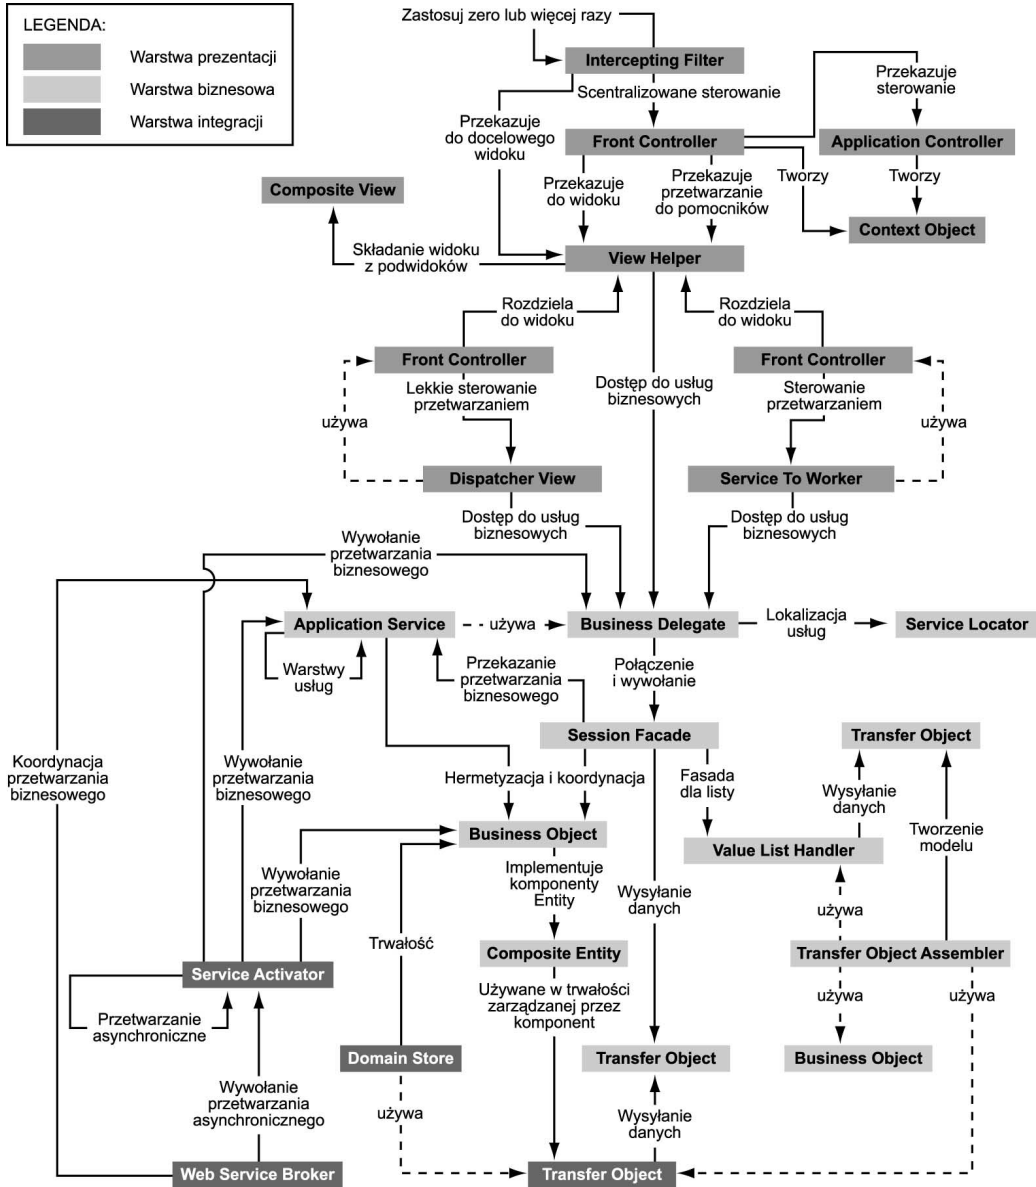 LEGENDA:
Warstwa prezentacji
Warstwa biznesowa
Warstwa integracji
Zastosuj zero lub więcej razy
Intercepting Filter
Scentralizowane sterowanie
Przekazuje
sterowanie
Przekazuje
do docelowego
widoku
Front Controller
Application Controller
Przekazuje
do widoku
Przekazuje
przetwarzanie
do pomocników
Tworzy
Tworzy
Composite View
Context Object
Składanie widoku
z podwidoków
View Helper
Rozdziela
do widoku
Rozdziela
do widoku
Front Controller
Front Controller
Lekkie sterowanie
przetwarzaniem
Dostęp do usług
biznesowych
Sterowanie
przetwarzaniem
używa
używa
Dispatcher View
Service To Worker
Dostęp do usług
biznesowych
Dostęp do usług
biznesowych
Wywołanie
przetwarzania
biznesowego
Application Service
używa
Business Delegate
Lokalizacja
usług
Service Locator
Warstwy
usług
Przekazanie
przetwarzania
biznesowego
Połączenie
i wywołanie
Session Facade
Transfer Object
Koordynacja
przetwarzania
biznesowego
Wywołanie
przetwarzania
biznesowego
Hermetyzacja i koordynacja
Fasada
dla listy
Wysyłanie
danych
Business Object
Tworzenie
modelu
Value List Handler
Wywołanie
przetwarzania
biznesowego
Implementuje
komponenty
Entity
Wysyłanie
danych
używa
Trwałość
Composite Entity
Transfer Object Assembler
Service Activator
Używane w trwałości
zarządzanej przez
komponent
używa
używa
Przetwarzanie
asynchroniczne
Domain Store
Transfer Object
Business Object
Wywołanie
przetwarzania
asynchronicznego
używa
Wysyłanie
danych
Web Service Broker
Transfer Object